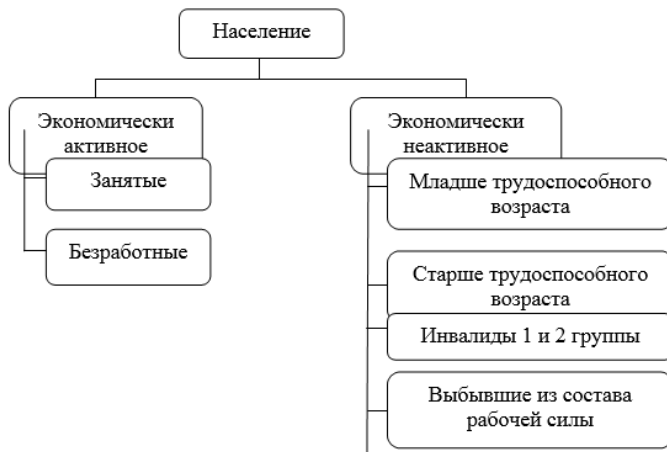 Население
Экономически
активное
Занятые
Безработные
Экономически
неактивное
Младше трудоспособного
возраста
Старше трудоспособного
возраста
Инвалиды 1 и 2 группы
Выбывшие из состава
рабочей силы